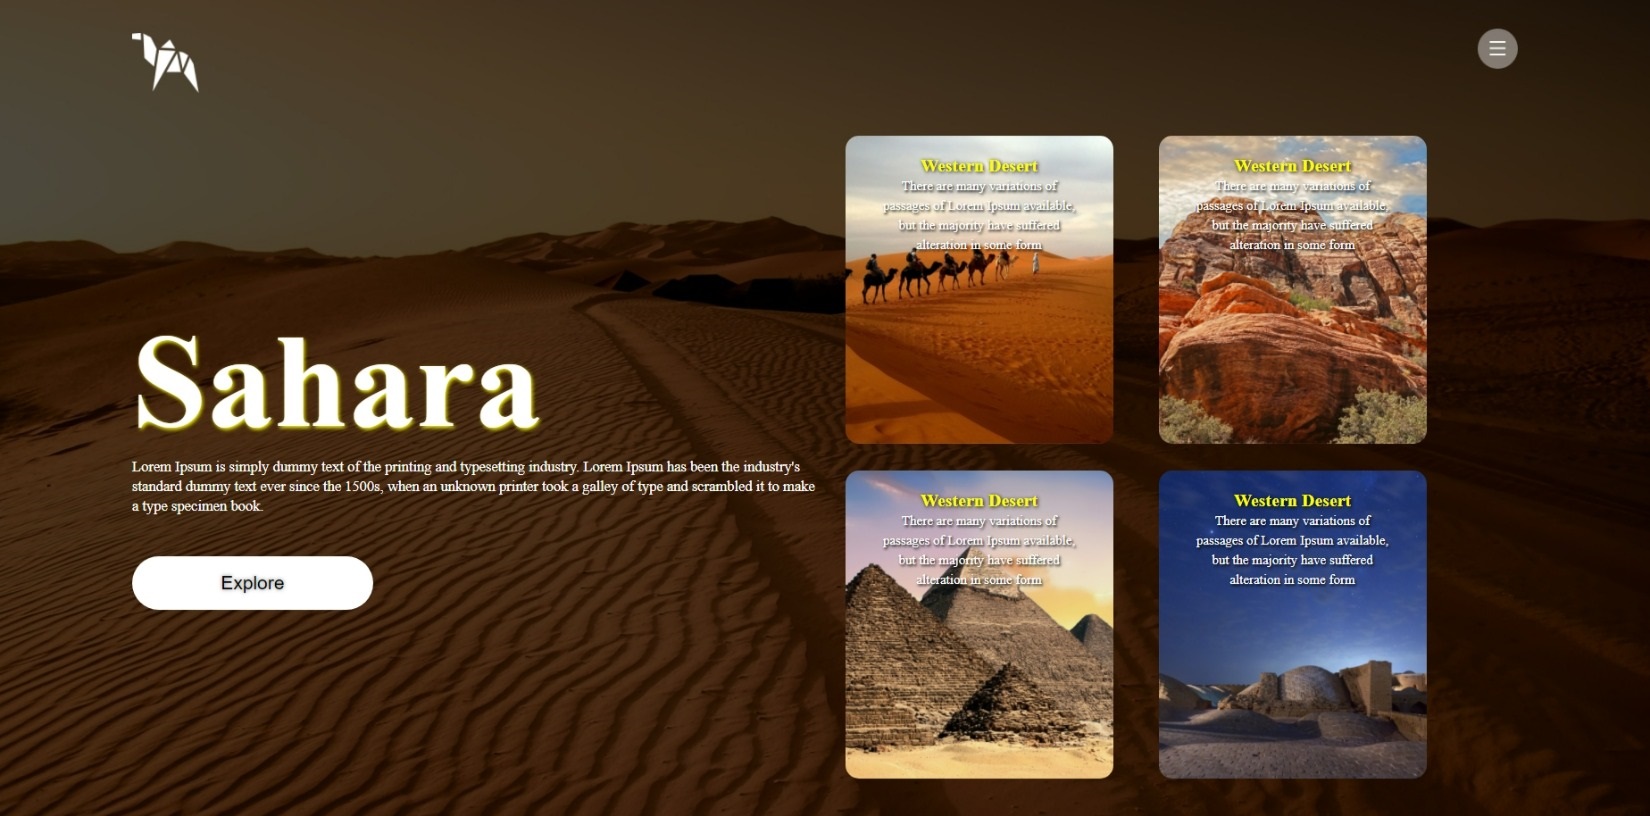 Sahara
Lorem Ipsum is simply dummy text of the printing and typesetting industry. Lorem Ipsum has been the industry's
standard dummy text ever since the 1500s, when an unknown printer took a galley of type and scrambled it to make
a type specimen book.
Explore
Western Desert
There are many variations of
passages of Lorem Ipsum available,
but the majority have suffered
alteration in some form
Western Desert
There are many variations of
passages of Lorem Ipsum available,
but the majority have suffered
alteration in some form
Western Desert
There are many variations of
passages of Lorem Ipsum available,
but the majority have suffered
alteration in some form
Western Desert
There are many variations of
passages of Lorem Ipsum available,
but the majority have suffered
alteration in some form